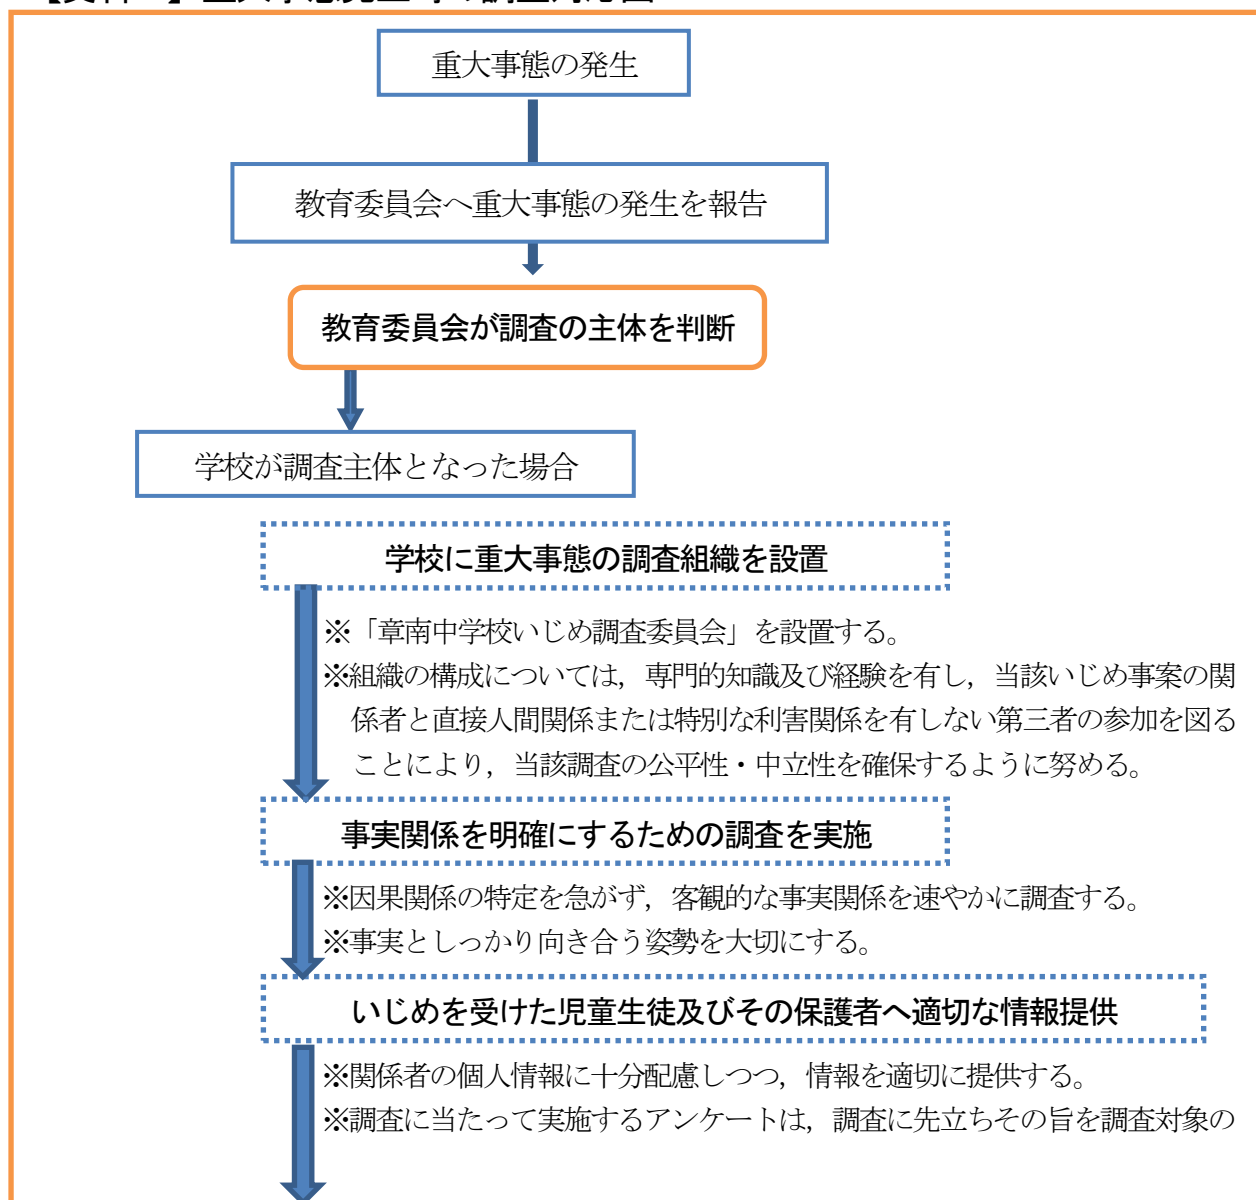 重大事態の発生
教育委員会へ重大事態の発生を報告
教育委員会が調査の主体を判断
学校が調査主体となった場合
学校に重大事態の調査組織を設置
※「章南中学校いじめ調査委員会」を設置する。
※組織の構成については，専門的知識及び経験を有し，当該いじめ事案の関
係者と直接人間関係または特別な利害関係を有しない第三者の参加を図る
ことにより，当該調査の公平性・中立性を確保するように努める。
事実関係を明確にするための調査を実施
※因果関係の特定を急がず，客観的な事実関係を速やかに調査する。
※事実としっかり向き合う姿勢を大切にする。
いじめを受けた児童生徒及びその保護者へ適切な情報提供
※関係者の個人情報に十分配慮しつつ，情報を適切に提供する。
※調査に当たって実施するアンケートは，調査に先立ちその旨を調査対象の